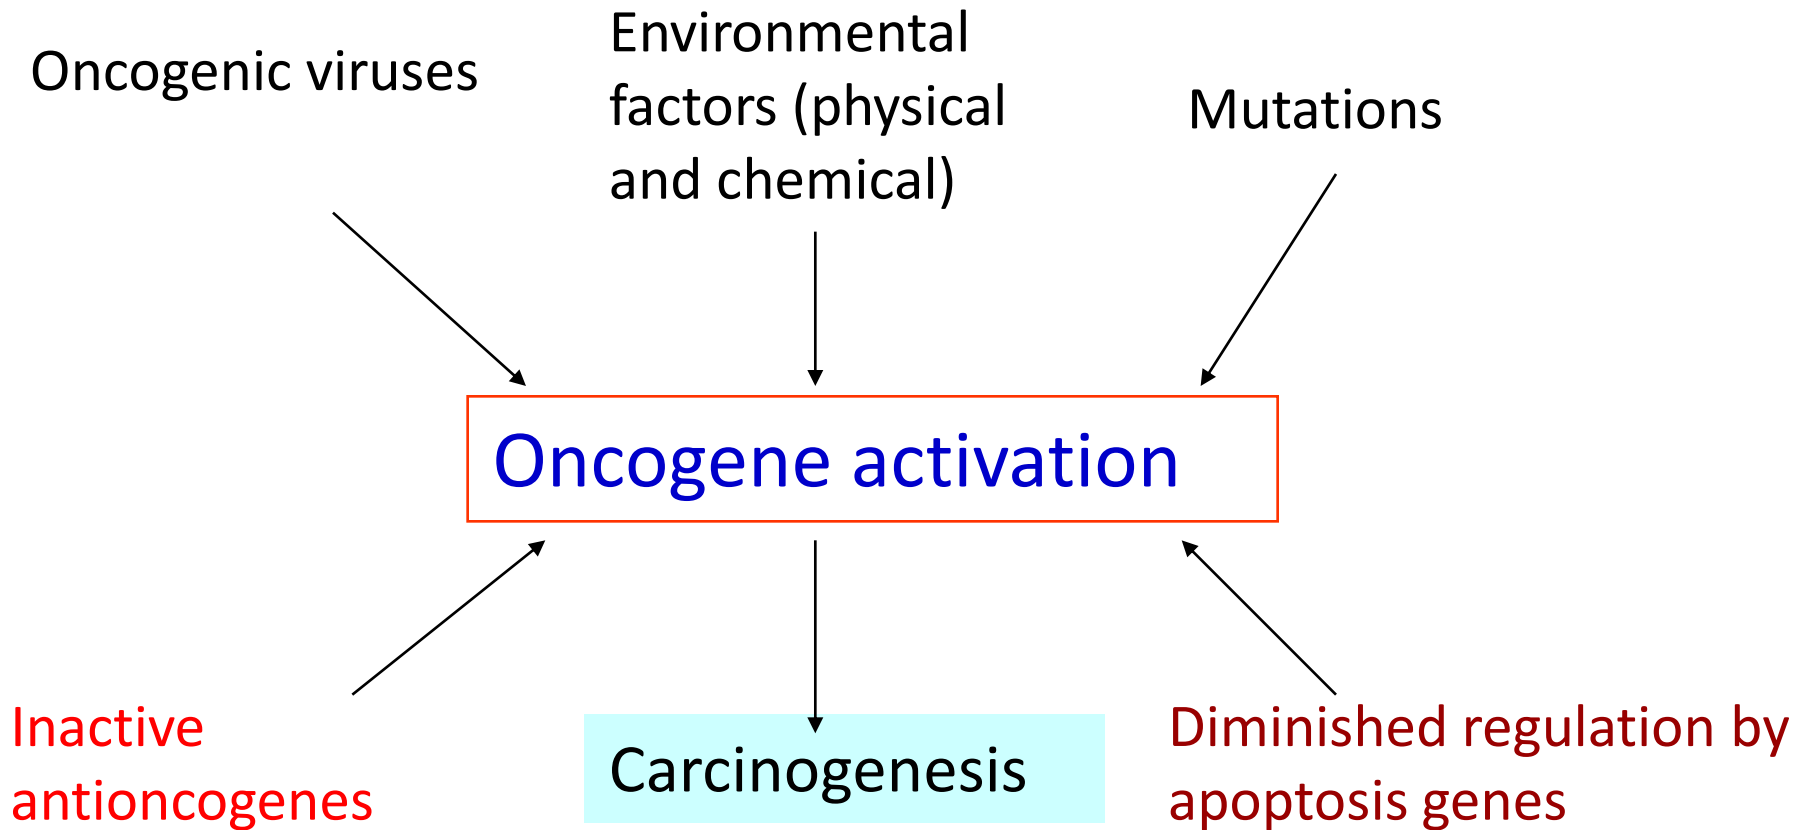 Oncogenic viruses
Environmental
factors (physical
and chemical)
Mutations
Oncogene activation
Inactive
antioncogenes
Carcinogenesis
Diminished regulation by
apoptosis genes